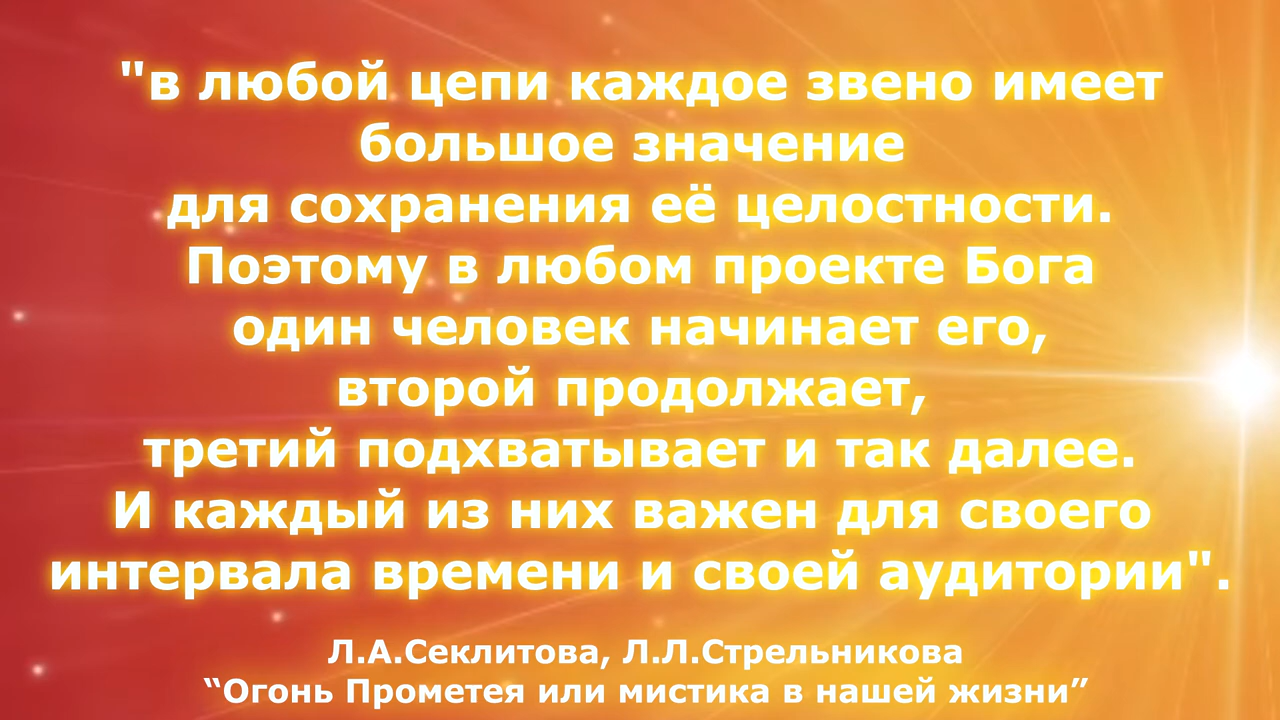 "в любой цепи каждое звено имеет
большое значение
для сохранения её целостности.
Поэтому в любом проекте Бога
один человек начинает его,
второй продолжает,
третий подхватывает и так далее.
И каждый из них важен для своего
интервала времени и своей аудитории".
Л.А.Секлитова, Л.Л.Стрельникова
“Огонь Прометея или мистика в нашей жизни”